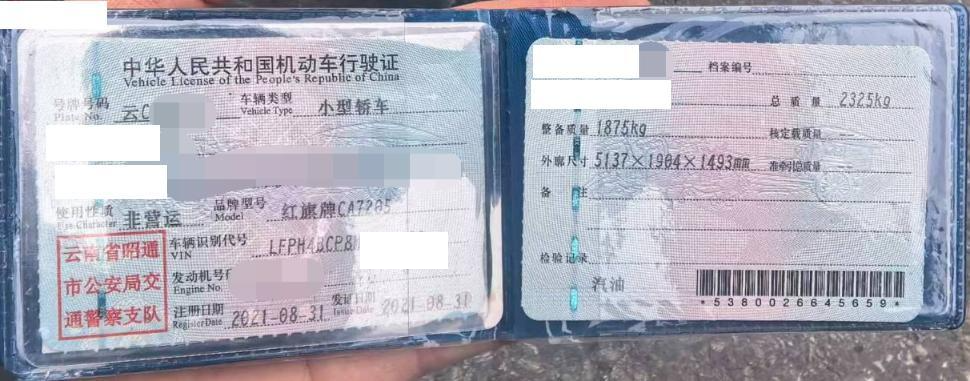 中华人民共和国机动车行驶证
Vehicle License of the People's Republic of China
号牌号码 云C 车辆类型 小型轿车
Plate No. Vehicle Type
使用性质 非营运 品牌型号 红旗牌CA7205
Use Character Model
云南省昭通
市公安局交
通警察支队
车辆识别代号 LFPH4BCP8M
VIN
发动机号
Engine No.
注册日期 2021-08-31 发证日期 2021-08-31
Register Date Issue Date
档案编号
总质量 2325kg
整备质量 1875kg 核定载质量 --
外廓尺寸 5137×1904×1493mm 准牵引总质量 --
备注
检验记录
汽油
*5380026645659*